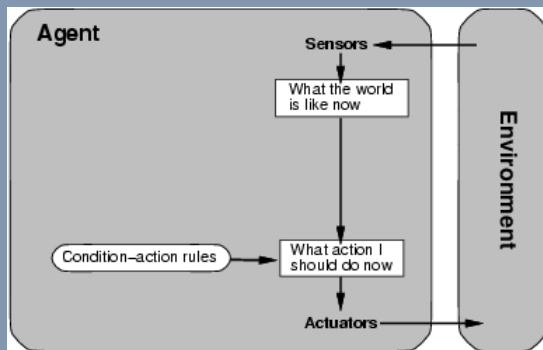 Agent
Sensors
What the world
is like now
Environment
Condition–action rules
What action I
should do now
Actuators